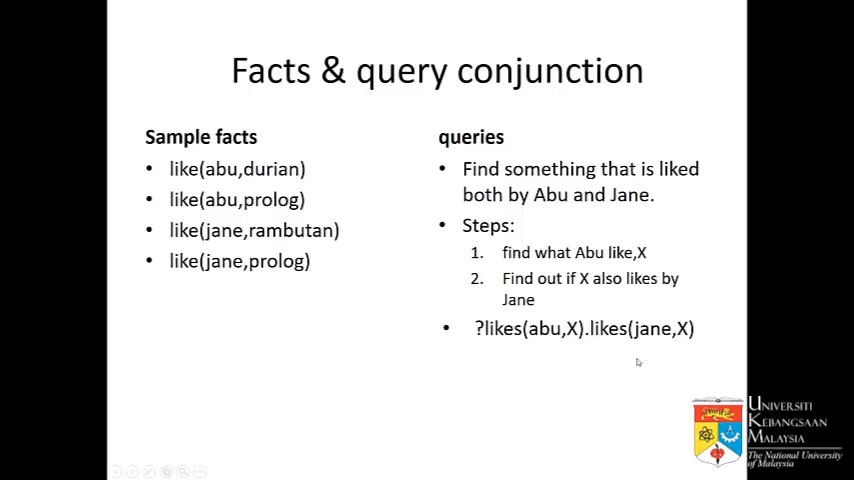 Facts & query conjunction
Sample facts
• like(abu,durian)
• like(abu,prolog)
• like(jane,rambutan)
• like(jane,prolog)
queries
• Find something that is liked
both by Abu and Jane.
• Steps:
1. find what Abu like,X
2. Find out if X also likes by
Jane
• ?likes(abu,X).likes(jane,X)
UNIVERSITI
KEBANGSAAN
MALAYSIA
The National University
of Malaysia